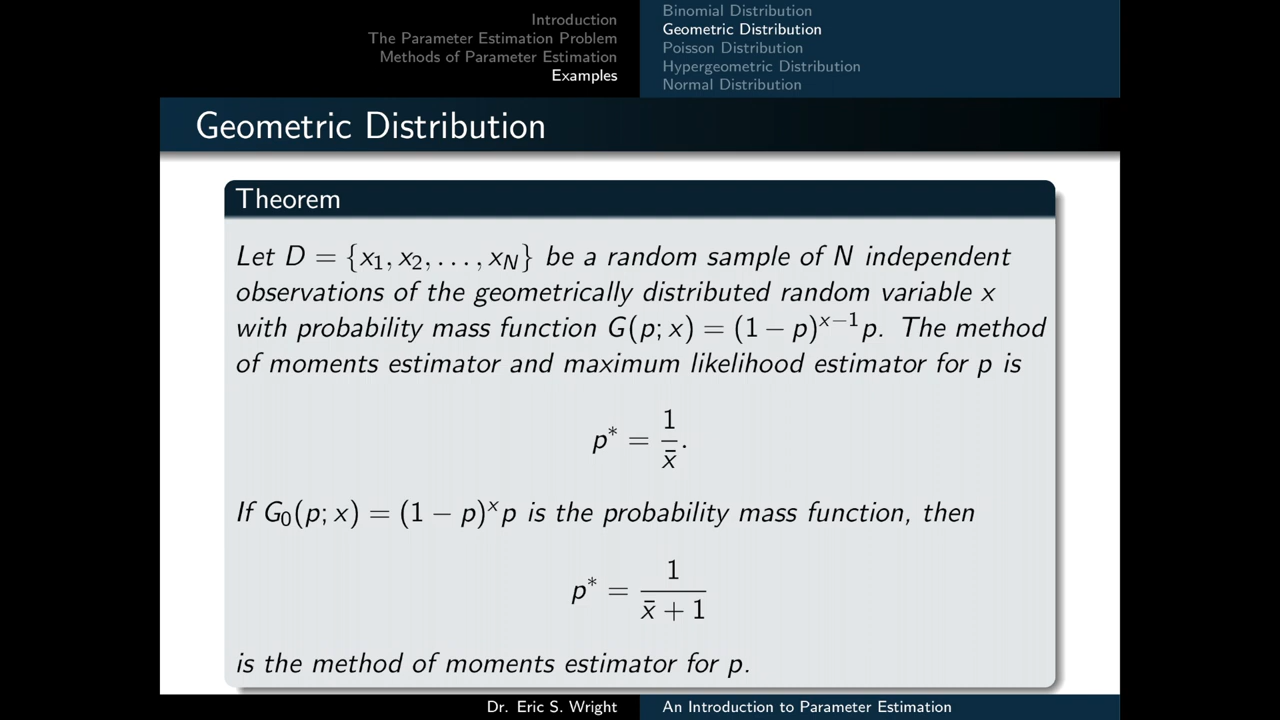 Introduction
The Parameter Estimation Problem
Methods of Parameter Estimation
Examples
Binomial Distribution
Geometric Distribution
Poisson Distribution
Hypergeometric Distribution
Normal Distribution
Geometric Distribution
Theorem
Let D = {x₁, x₂, . . . , x_N} be a random sample of N independent
observations of the geometrically distributed random variable x
with probability mass function G(p; x) = (1 − p)^{x−1}p. The method
of moments estimator and maximum likelihood estimator for p is
p* = 1/x̄.
If G₀(p; x) = (1 − p)^x p is the probability mass function, then
p* = 1/(x̄ + 1)
is the method of moments estimator for p.
Dr. Eric S. Wright
An Introduction to Parameter Estimation